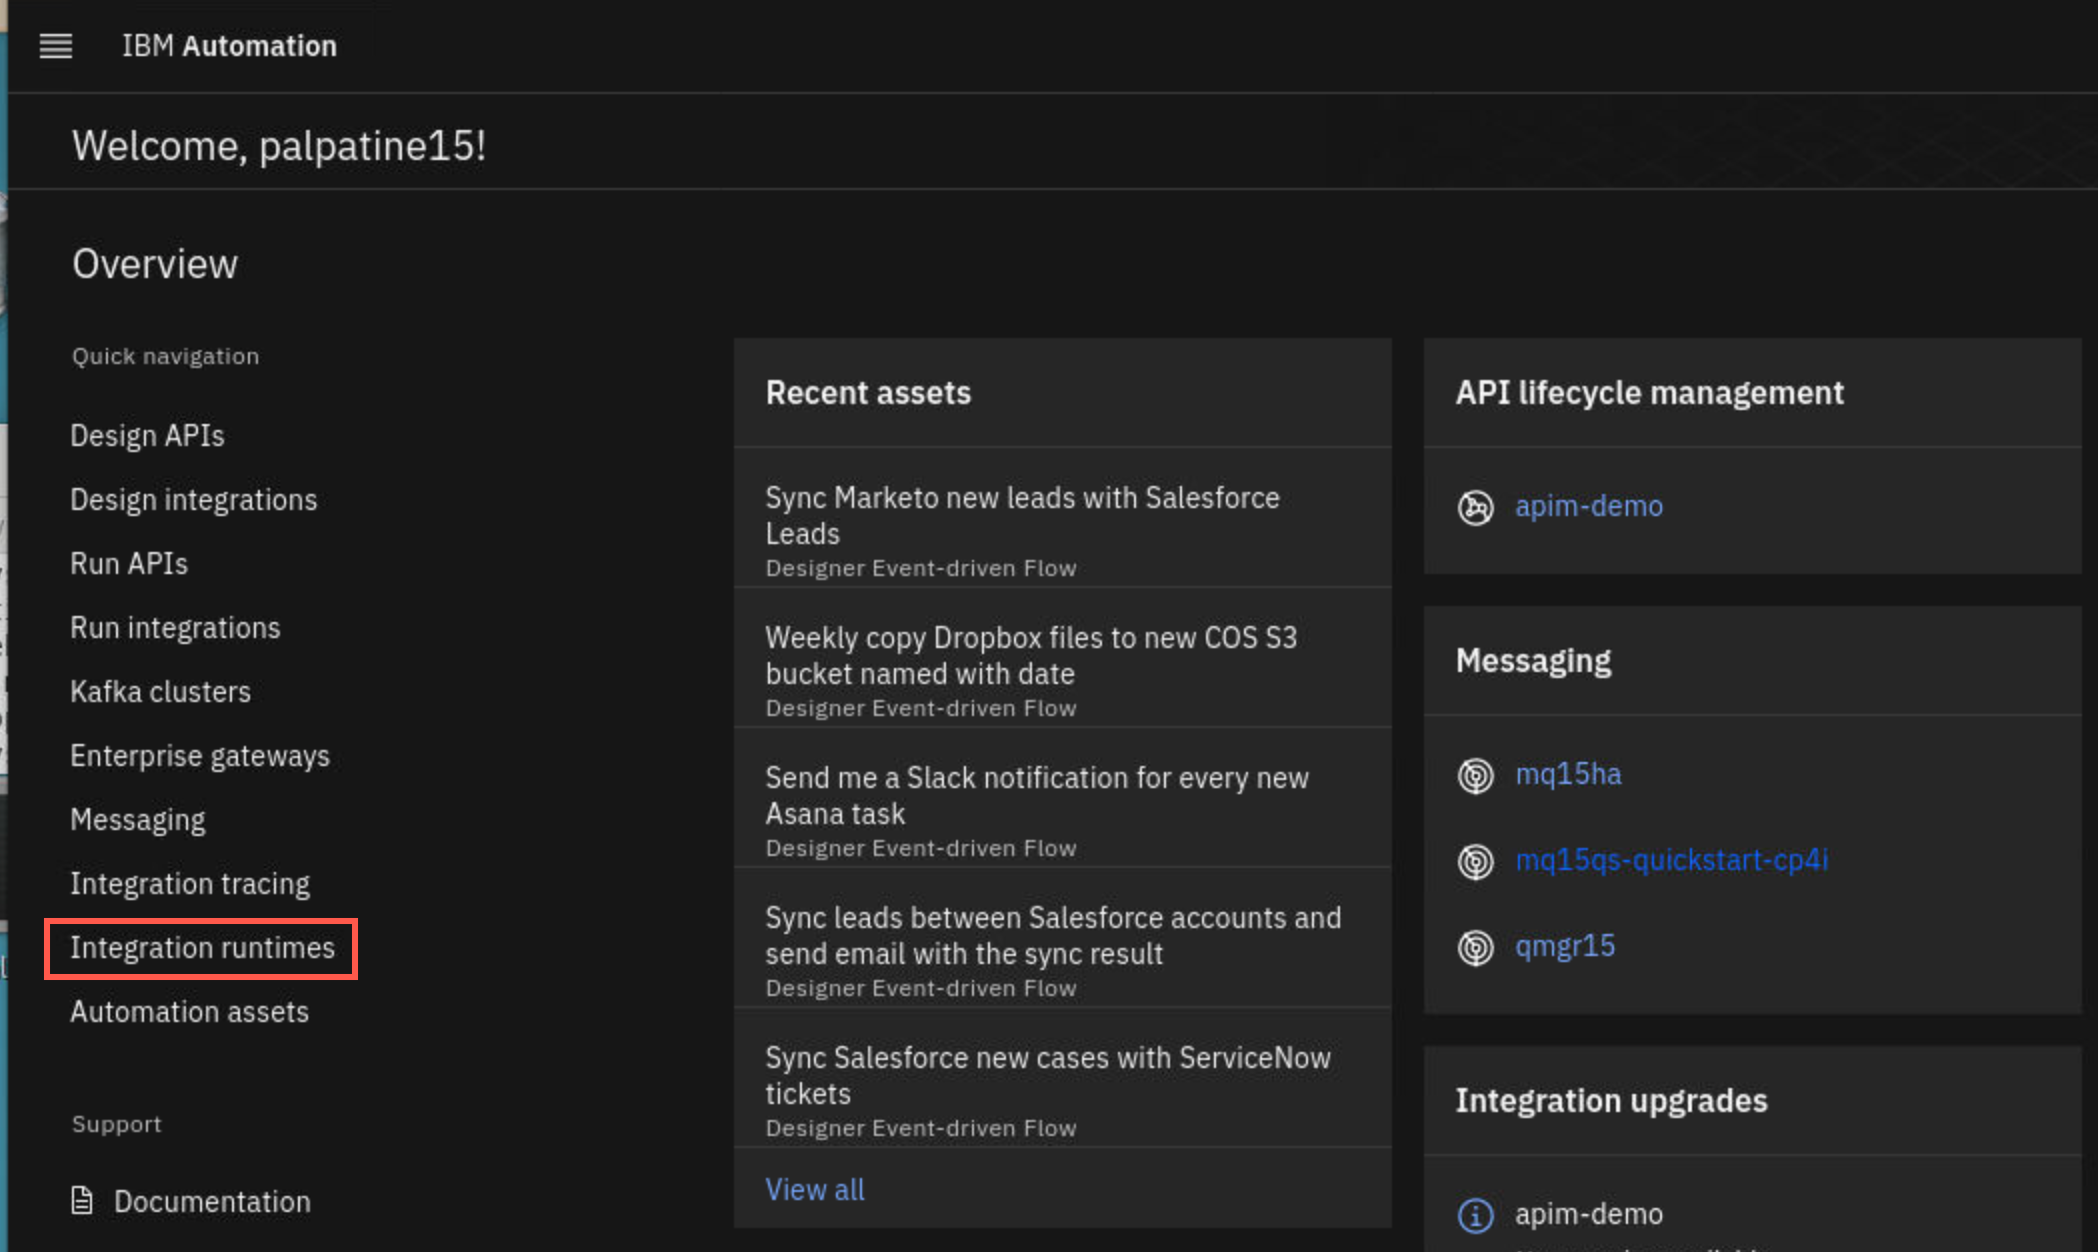 IBM Automation
Welcome, palpatine15!
Overview
Quick navigation
Design APIs
Design integrations
Run APIs
Run integrations
Kafka clusters
Enterprise gateways
Messaging
Integration tracing
Integration runtimes
Automation assets
Support
Documentation
Recent assets
Sync Marketo new leads with Salesforce
Leads
Designer Event-driven Flow
Weekly copy Dropbox files to new COS S3
bucket named with date
Designer Event-driven Flow
Send me a Slack notification for every new
Asana task
Designer Event-driven Flow
Sync leads between Salesforce accounts and
send email with the sync result
Designer Event-driven Flow
Sync Salesforce new cases with ServiceNow
tickets
Designer Event-driven Flow
View all
API lifecycle management
apim-demo
Messaging
mq15ha
mq15qs-quickstart-cp4i
qmgr15
Integration upgrades
apim-demo